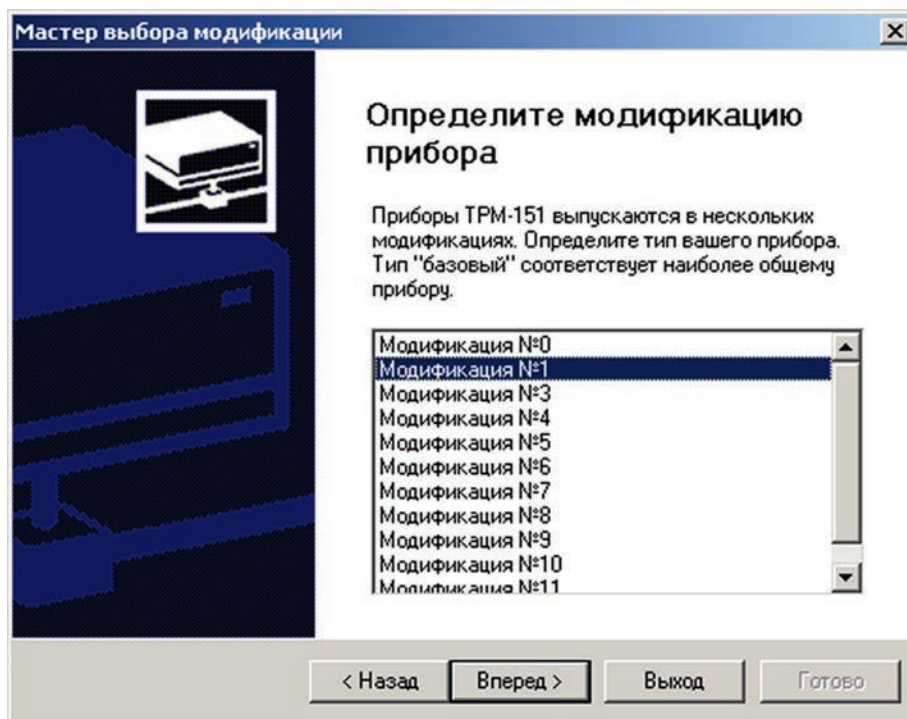 Мастер выбора модификации
Определите модификацию
прибора
Приборы ТРМ-151 выпускаются в нескольких
модификациях. Определите тип вашего прибора.
Тип "базовый" соответствует наиболее общему
прибору.
Модификация №0
Модификация №1
Модификация №3
Модификация №4
Модификация №5
Модификация №6
Модификация №7
Модификация №8
Модификация №9
Модификация №10
Модификация №11
< Назад
Вперед >
Выход
Готово